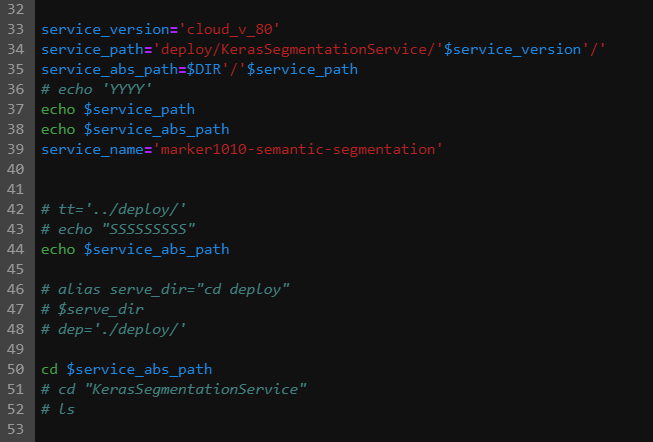 32
33 service_version='cloud_v_80'
34 service_path='deploy/KerasSegmentationService/'$service_version'/'
35 service_abs_path=$DIR'/'$service_path
36 # echo 'YYYY'
37 echo $service_path
38 echo $service_abs_path
39 service_name='marker1010-semantic-segmentation'
40
41
42 # tt='../deploy/'
43 # echo "SSSSSSSSS"
44 echo $service_abs_path
45
46 # alias serve_dir="cd deploy"
47 # $serve_dir
48 # dep='./deploy/'
49
50 cd $service_abs_path
51 # cd "KerasSegmentationService"
52 # ls
53